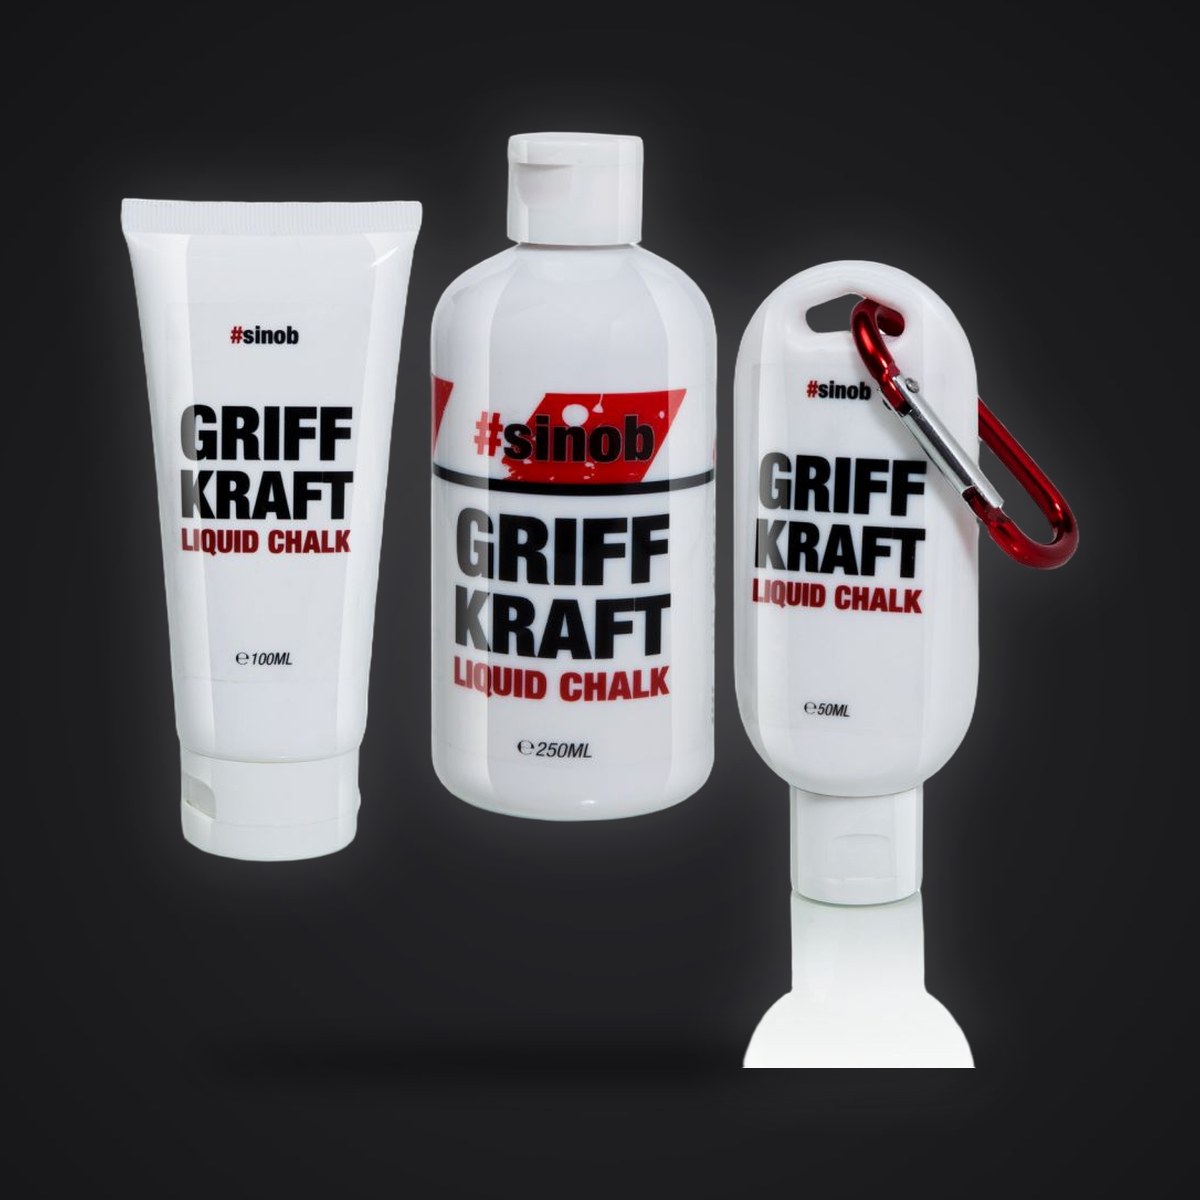 #sinob
GRIFF
KRAFT
LIQUID CHALK
℮100ML
#sinob
GRIFF
KRAFT
LIQUID CHALK
℮250ML
#sinob
GRIFF
KRAFT
LIQUID CHALK
℮50ML